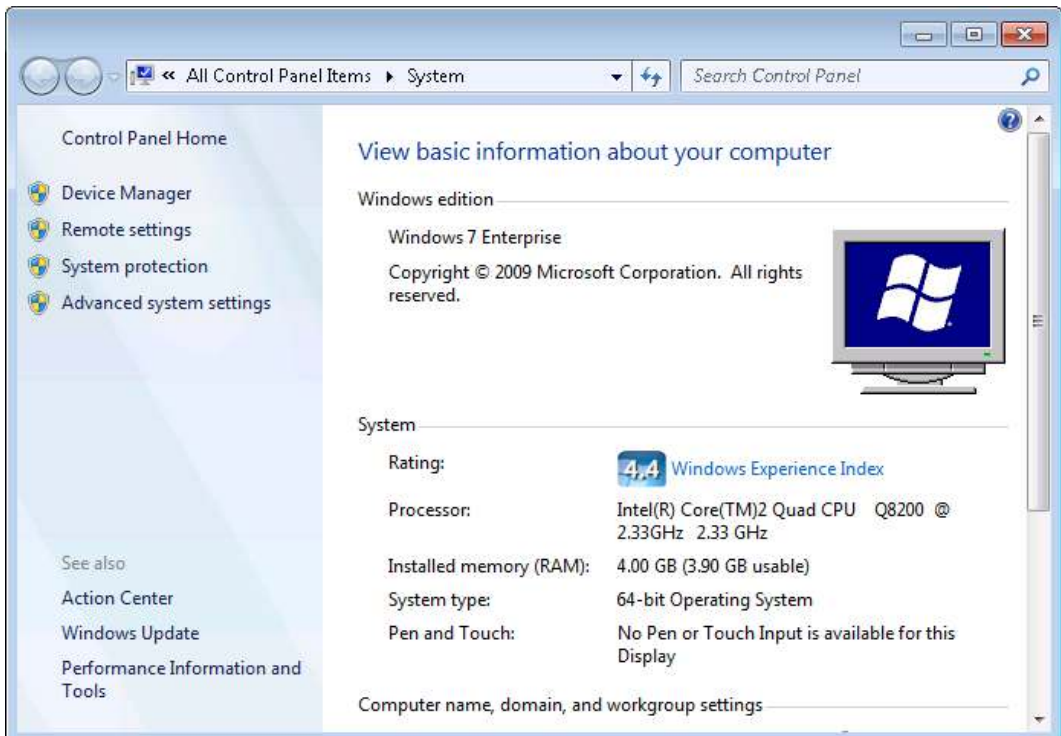 « All Control Panel Items ▸ System
Search Control Panel
Control Panel Home
Device Manager
Remote settings
System protection
Advanced system settings
See also
Action Center
Windows Update
Performance Information and
Tools
View basic information about your computer
Windows edition
Windows 7 Enterprise
Copyright © 2009 Microsoft Corporation. All rights
reserved.
System
Rating:
4.4 Windows Experience Index
Processor:
Intel(R) Core(TM)2 Quad CPU Q8200 @
2.33GHz 2.33 GHz
Installed memory (RAM):
4.00 GB (3.90 GB usable)
System type:
64-bit Operating System
Pen and Touch:
No Pen or Touch Input is available for this
Display
Computer name, domain, and workgroup settings